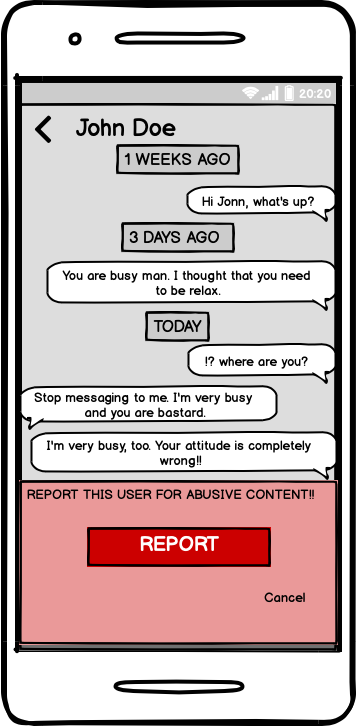 20:20
John Doe
1 WEEKS AGO
Hi Jonn, what's up?
3 DAYS AGO
You are busy man. I thought that you need
to be relax.
TODAY
!? where are you?
Stop messaging to me. I'm very busy
and you are bastard.
I'm very busy, too. Your attitude is completely
wrong!!
REPORT THIS USER FOR ABUSIVE CONTENT!!
REPORT
Cancel